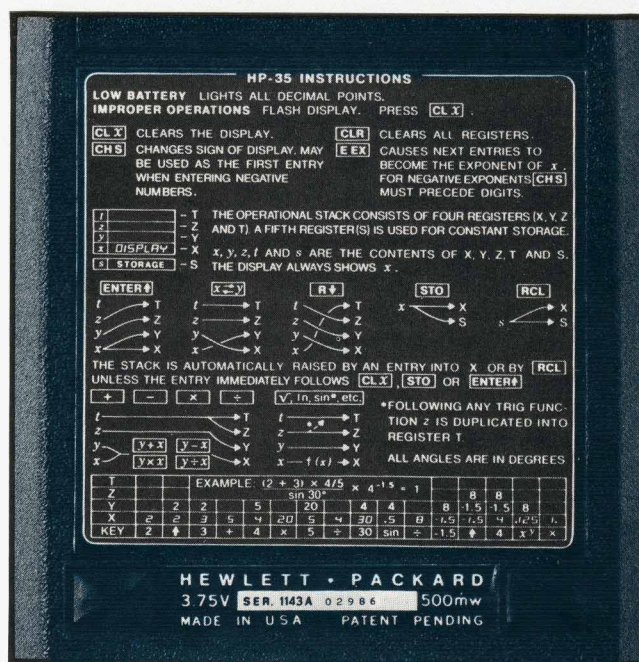 HP-35 INSTRUCTIONS
LOW BATTERY LIGHTS ALL DECIMAL POINTS.
IMPROPER OPERATIONS FLASH DISPLAY. PRESS CL X .
CL X CLEARS THE DISPLAY.
CHS CHANGES SIGN OF DISPLAY. MAY
BE USED AS THE FIRST ENTRY
WHEN ENTERING NEGATIVE
NUMBERS.
CLR CLEARS ALL REGISTERS.
E EX CAUSES NEXT ENTRIES TO
BECOME THE EXPONENT OF x.
FOR NEGATIVE EXPONENTS CHS
MUST PRECEDE DIGITS.
t – T
z – Z
y – Y
x DISPLAY – X
s STORAGE – S
THE OPERATIONAL STACK CONSISTS OF FOUR REGISTERS (X, Y, Z
AND T). A FIFTH REGISTER(S) IS USED FOR CONSTANT STORAGE.
x, y, z, t AND s ARE THE CONTENTS OF X, Y, Z, T AND S.
THE DISPLAY ALWAYS SHOWS x.
ENTER↑ x⇄y R↓ STO RCL
t T t T t T x X X
z Z z Z z Z S s S
y Y y Y y Y
x X x X x X
THE STACK IS AUTOMATICALLY RAISED BY AN ENTRY INTO X OR BY RCL
UNLESS THE ENTRY IMMEDIATELY FOLLOWS CL X , STO OR ENTER↑
+ − × ÷ √, ln, sin*, etc.
t T t T
z Z z * Z
y y+x y−x Y y Y
x y×x y÷x X x f(x) X
*FOLLOWING ANY TRIG FUNC-
TION z IS DUPLICATED INTO
REGISTER T.
ALL ANGLES ARE IN DEGREES
EXAMPLE: (2 + 3) × 4/5 / sin 30° × 4^-1.5 = 1
T
Z 8 8
Y 2 2 5 20 4 4 8 -1.5 -1.5 8
X 2 2 3 5 4 20 5 4 30 .5 8 -1.5 -1.5 4 .125 1.
KEY 2 ↑ 3 + 4 × 5 ÷ 30 sin ÷ -1.5 ↑ 4 x^y ×
HEWLETT • PACKARD
3.75V SER. 1143A 02986 500mw
MADE IN USA PATENT PENDING